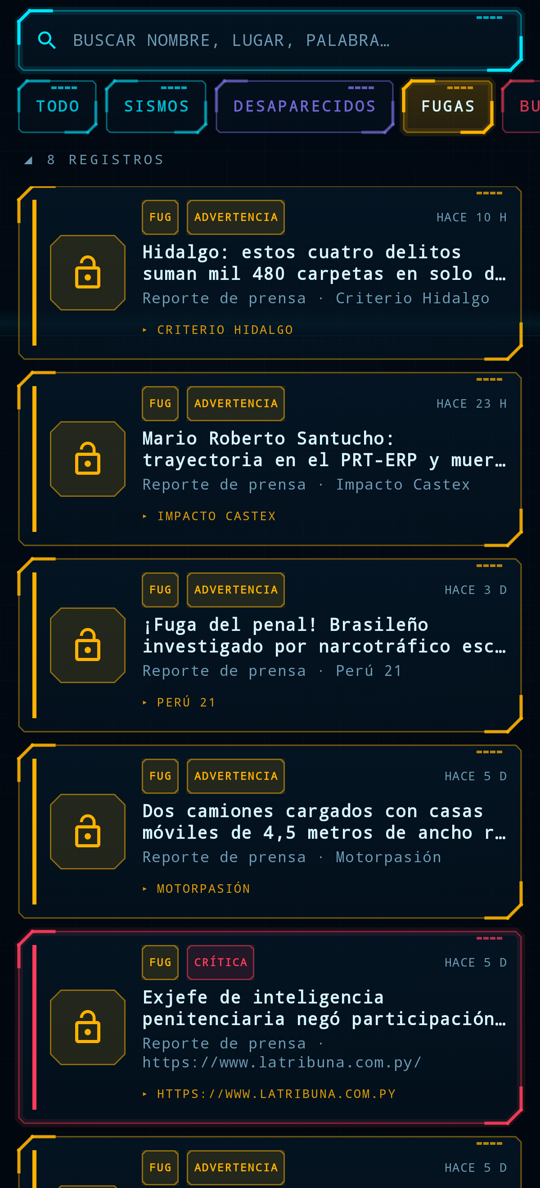 BUSCAR NOMBRE, LUGAR, PALABRA…
TODO
SISMOS
DESAPARECIDOS
FUGAS
BU
8 REGISTROS
FUG
ADVERTENCIA
HACE 10 H
Hidalgo: estos cuatro delitos
suman mil 480 carpetas en solo d…
Reporte de prensa · Criterio Hidalgo
▸ CRITERIO HIDALGO
FUG
ADVERTENCIA
HACE 23 H
Mario Roberto Santucho:
trayectoria en el PRT-ERP y muer…
Reporte de prensa · Impacto Castex
▸ IMPACTO CASTEX
FUG
ADVERTENCIA
HACE 3 D
¡Fuga del penal! Brasileño
investigado por narcotráfico esc…
Reporte de prensa · Perú 21
▸ PERÚ 21
FUG
ADVERTENCIA
HACE 5 D
Dos camiones cargados con casas
móviles de 4,5 metros de ancho r…
Reporte de prensa · Motorpasión
▸ MOTORPASIÓN
FUG
CRÍTICA
HACE 5 D
Exjefe de inteligencia
penitenciaria negó participación…
Reporte de prensa ·
https://www.latribuna.com.py/
▸ HTTPS://WWW.LATRIBUNA.COM.PY
FUG
ADVERTENCIA
HACE 5 D